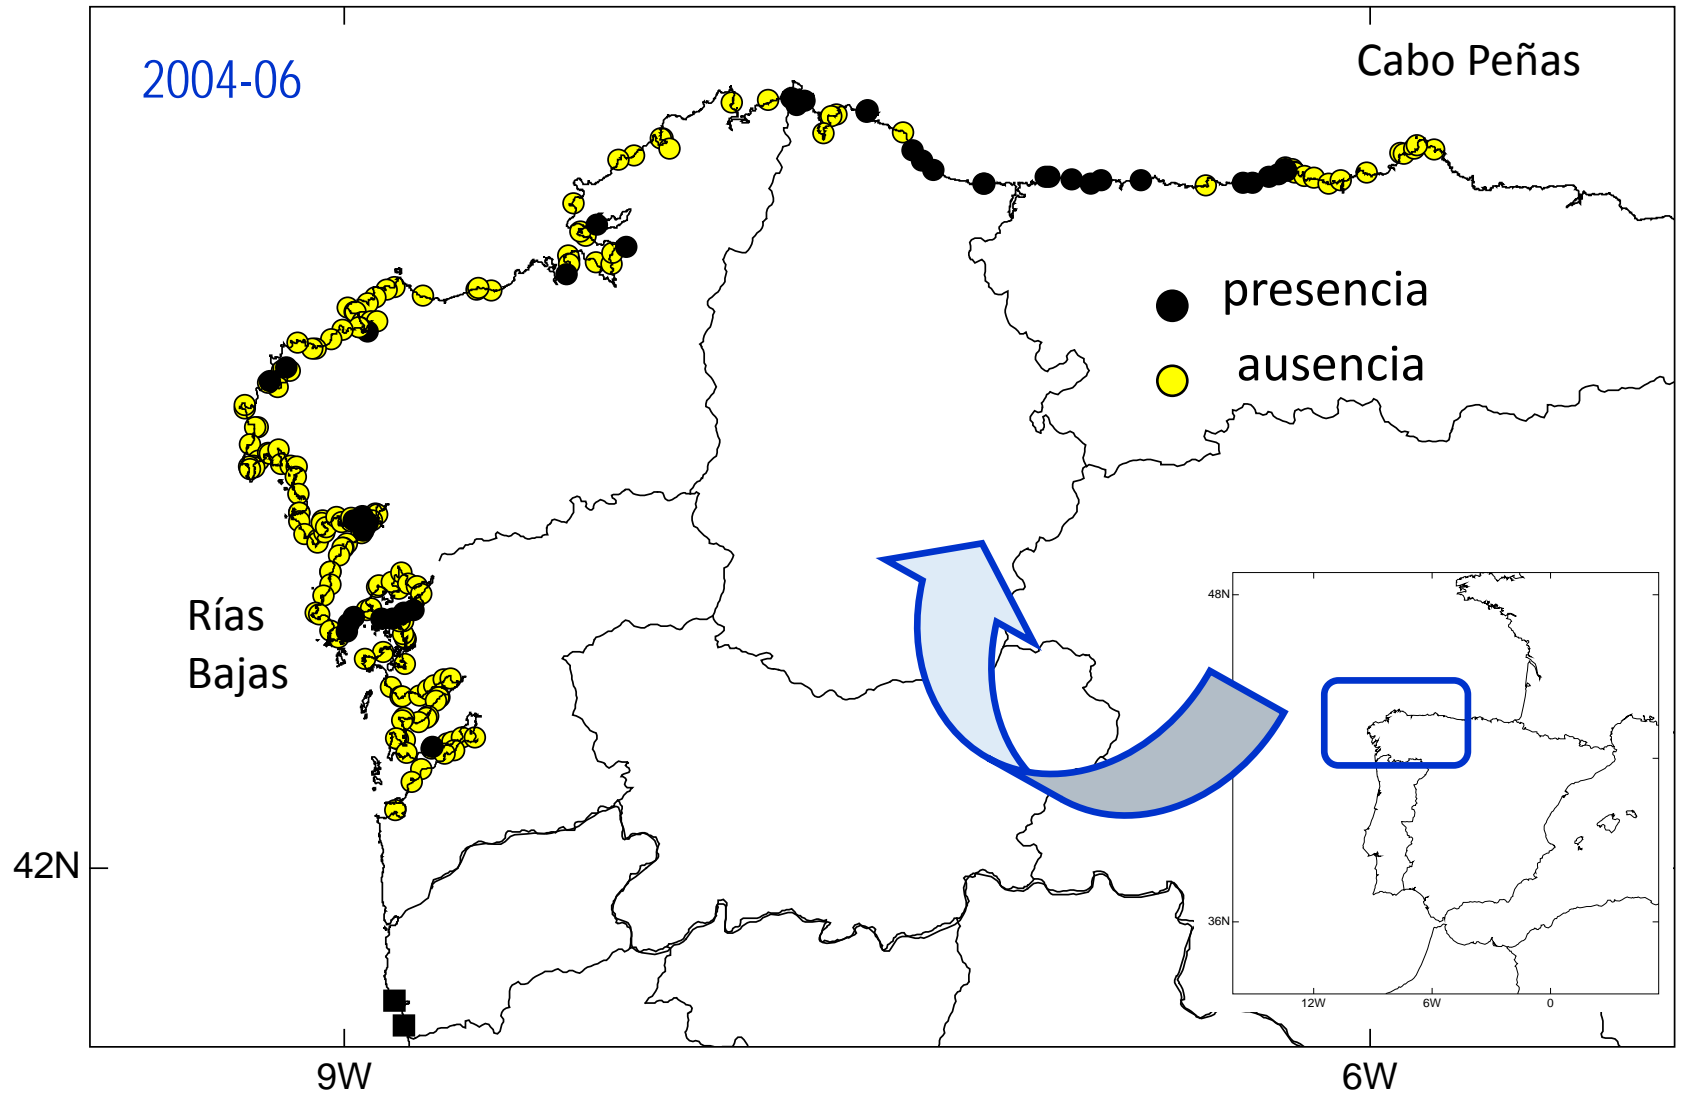 2004-06
Cabo Peñas
presencia
ausencia
Rías
Bajas
48N
36N
12W
6W
0
42N
9W
6W